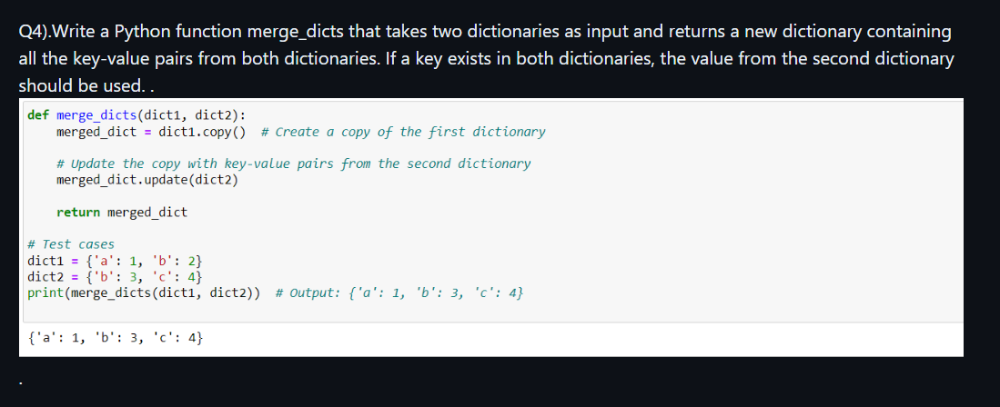 Q4).Write a Python function merge_dicts that takes two dictionaries as input and returns a new dictionary containing
all the key-value pairs from both dictionaries. If a key exists in both dictionaries, the value from the second dictionary
should be used. .
def merge_dicts(dict1, dict2):
    merged_dict = dict1.copy()  # Create a copy of the first dictionary
    # Update the copy with key-value pairs from the second dictionary
    merged_dict.update(dict2)
    return merged_dict
# Test cases
dict1 = {'a': 1, 'b': 2}
dict2 = {'b': 3, 'c': 4}
print(merge_dicts(dict1, dict2))  # Output: {'a': 1, 'b': 3, 'c': 4}
{'a': 1, 'b': 3, 'c': 4}
.